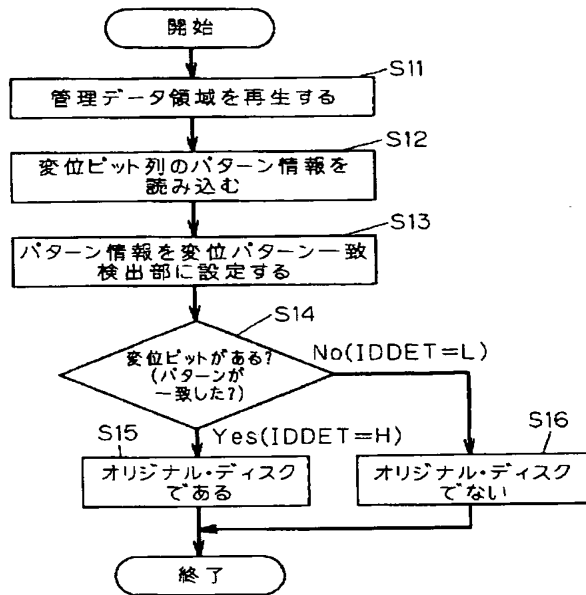 開始
S11
管理データ領域を再生する
S12
変位ピット列のパターン情報を
読み込む
S13
パターン情報を変位パターン一致
検出部に設定する
S14
変位ピットがある?
(パターンが
一致した?)
No(IDDET=L)
Yes(IDDET=H)
S15
オリジナル・ディスク
である
S16
オリジナル・ディスク
でない
終了